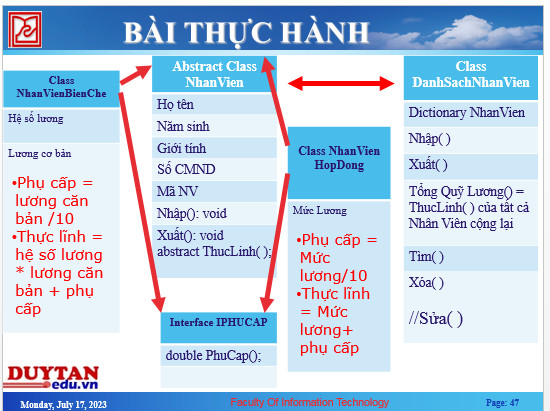 BÀI THỰC HÀNH
Class
NhanVienBienChe
Hệ số lương
Lương cơ bản
•Phụ cấp =
lương căn
bản /10
•Thực lĩnh =
hệ số lương
* lương căn
bản + phụ
cấp
Abstract Class
NhanVien
Họ tên
Năm sinh
Giới tính
Số CMND
Mã NV
Nhập(): void
Xuất(): void
abstract ThucLinh( );
Interface IPHUCAP
double PhuCap();
Class NhanVien
HopDong
Mức Lương
•Phụ cấp =
Mức
lương/10
•Thực lĩnh
= Mức
lương+
phụ cấp
Class
DanhSachNhanVien
Dictionary NhanVien
Nhập( )
Xuất( )
Tổng Quỹ Lương() =
ThucLinh( ) của tất cả
Nhân Viên cộng lại
Tìm( )
Xóa( )
//Sửa( )
DUYTAN
edu.vn
Monday, July 17, 2023
Faculty Of Information Technology
Page: 47